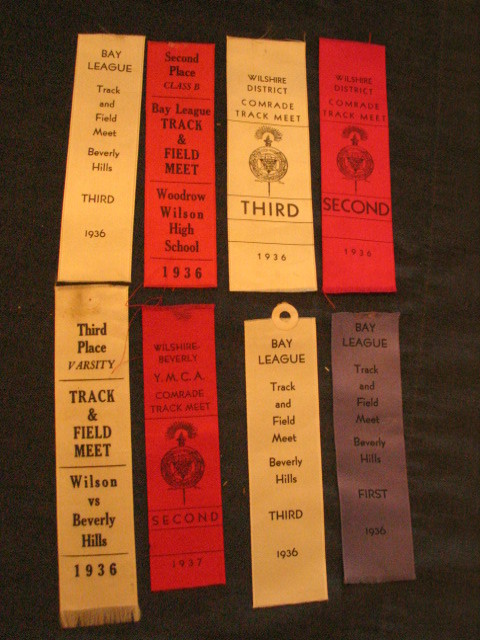 BAY
LEAGUE
Track
and
Field
Meet
Beverly
Hills
THIRD
1936
Second
Place
CLASS B
Bay League
TRACK
&
FIELD
MEET
Woodrow
Wilson
High
School
1936
WILSHIRE
DISTRICT
COMRADE
TRACK MEET
THIRD
1936
WILSHIRE
DISTRICT
COMRADE
TRACK MEET
SECOND
1936
Third
Place
VARSITY
TRACK
&
FIELD
MEET
Wilson
vs
Beverly
Hills
1936
WILSHIRE-
BEVERLY
Y.M.C.A.
COMRADE
TRACK MEET
SECOND
1937
BAY
LEAGUE
Track
and
Field
Meet
Beverly
Hills
THIRD
1936
BAY
LEAGUE
Track
and
Field
Meet
Beverly
Hills
FIRST
1936